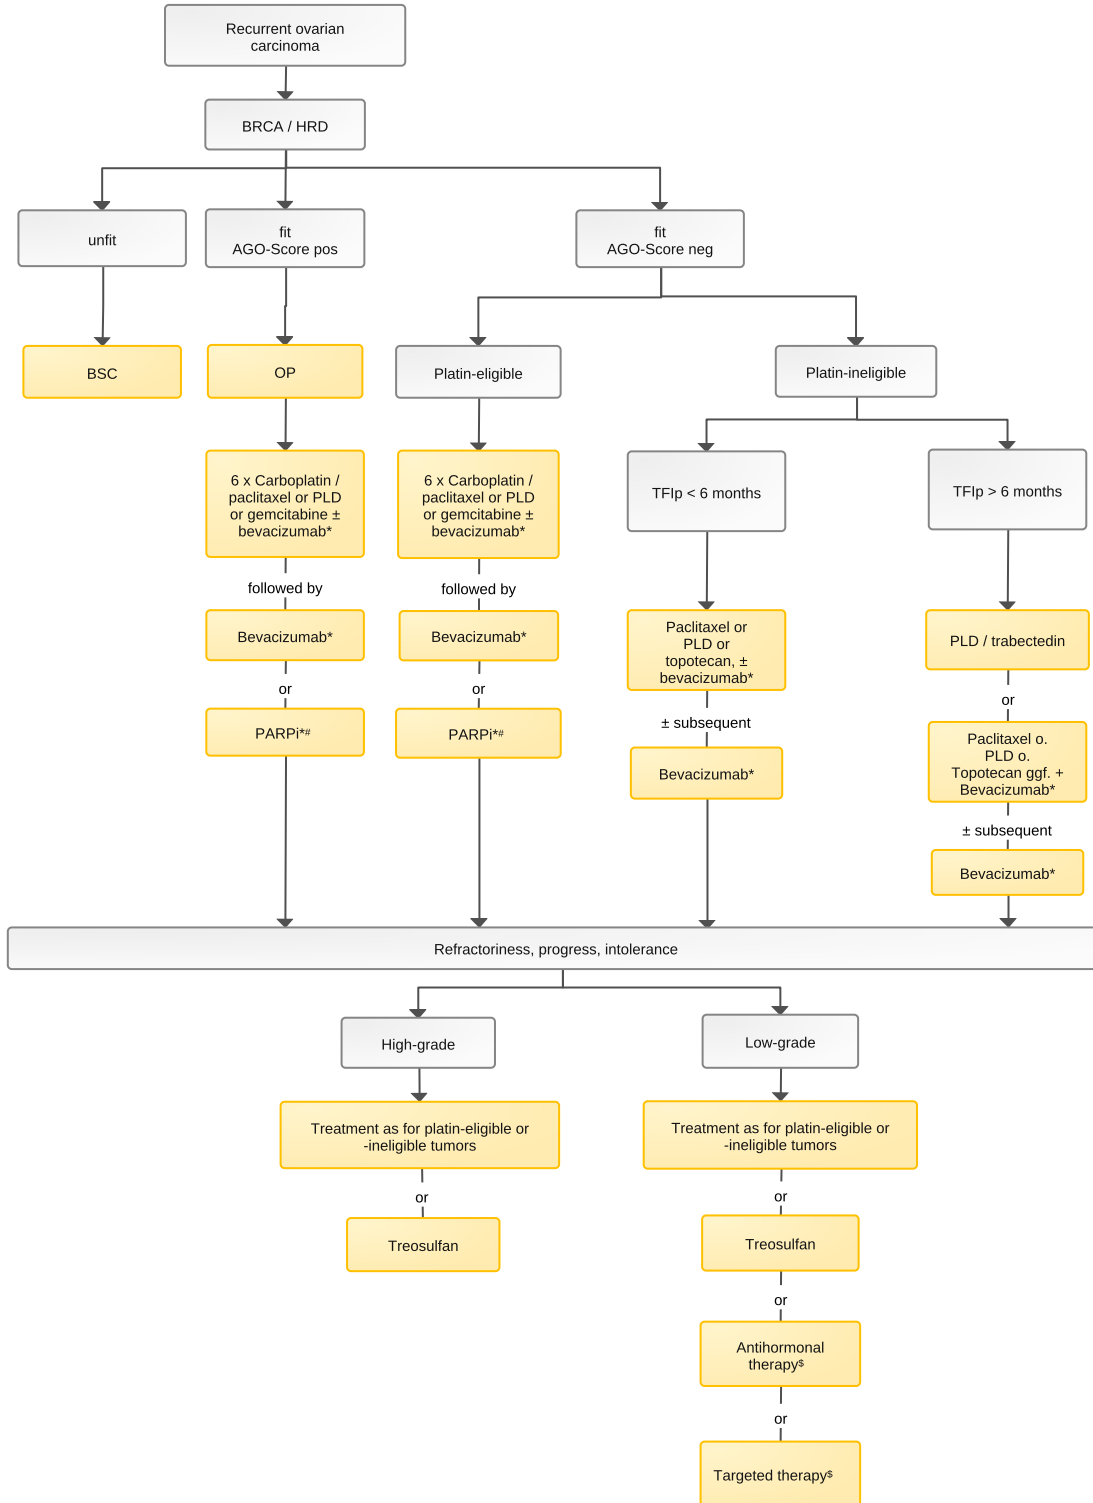 Recurrent ovarian
carcinoma
BRCA / HRD
unfit
fit
AGO-Score pos
fit
AGO-Score neg
BSC
OP
Platin-eligible
Platin-ineligible
6 x Carboplatin /
paclitaxel or PLD
or gemcitabine ±
bevacizumab*
6 x Carboplatin /
paclitaxel or PLD
or gemcitabine ±
bevacizumab*
TFIp < 6 months
TFIp > 6 months
followed by
followed by
Bevacizumab*
Bevacizumab*
Paclitaxel or
PLD or
topotecan, ±
bevacizumab*
PLD / trabectedin
or
or
or
PARPi*#
PARPi*#
± subsequent
Bevacizumab*
Paclitaxel o.
PLD o.
Topotecan ggf. +
Bevacizumab*
± subsequent
Bevacizumab*
Refractoriness, progress, intolerance
High-grade
Low-grade
Treatment as for platin-eligible or
-ineligible tumors
Treatment as for platin-eligible or
-ineligible tumors
or
or
Treosulfan
Treosulfan
or
Antihormonal
therapy$
or
Targeted therapy$